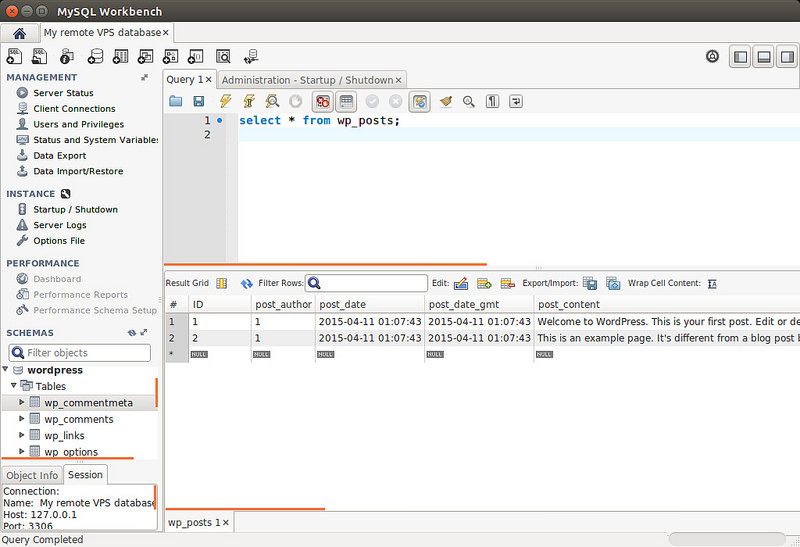 MySQL Workbench
My remote VPS database×
Query 1× Administration - Startup / Shutdown×
MANAGEMENT
Server Status
Client Connections
Users and Privileges
Status and System Variable
Data Export
Data Import/Restore
INSTANCE
Startup / Shutdown
Server Logs
Options File
PERFORMANCE
Dashboard
Performance Reports
Performance Schema Setup
SCHEMAS
Filter objects
wordpress
Tables
wp_commentmeta
wp_comments
wp_links
wp_options
Object Info Session
Connection:
Name: My remote VPS database
Host: 127.0.0.1
Port: 3306
Query Completed
1 select * from wp_posts;
2
Result Grid Filter Rows: Edit: Export/Import: Wrap Cell Content:
# ID post_author post_date post_date_gmt post_content
1 1 1 2015-04-11 01:07:43 2015-04-11 01:07:43 Welcome to WordPress. This is your first post. Edit or de
2 2 1 2015-04-11 01:07:43 2015-04-11 01:07:43 This is an example page. It's different from a blog post b
* NULL NULL NULL NULL NULL
wp_posts 1×